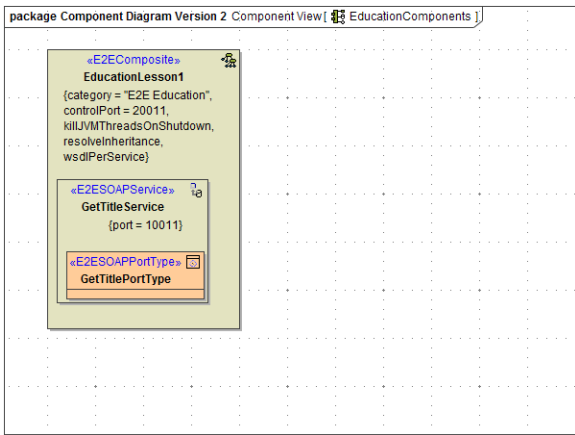 package Component Diagram Version 2 Component View[ EducationComponents ]
«E2EComposite»
EducationLesson1
{category = "E2E Education",
controlPort = 20011,
killJVMThreadsOnShutdown,
resolveInheritance,
wsdlPerService}
«E2ESOAPService»
GetTitleService
{port = 10011}
«E2ESOAPPortType»
GetTitlePortType